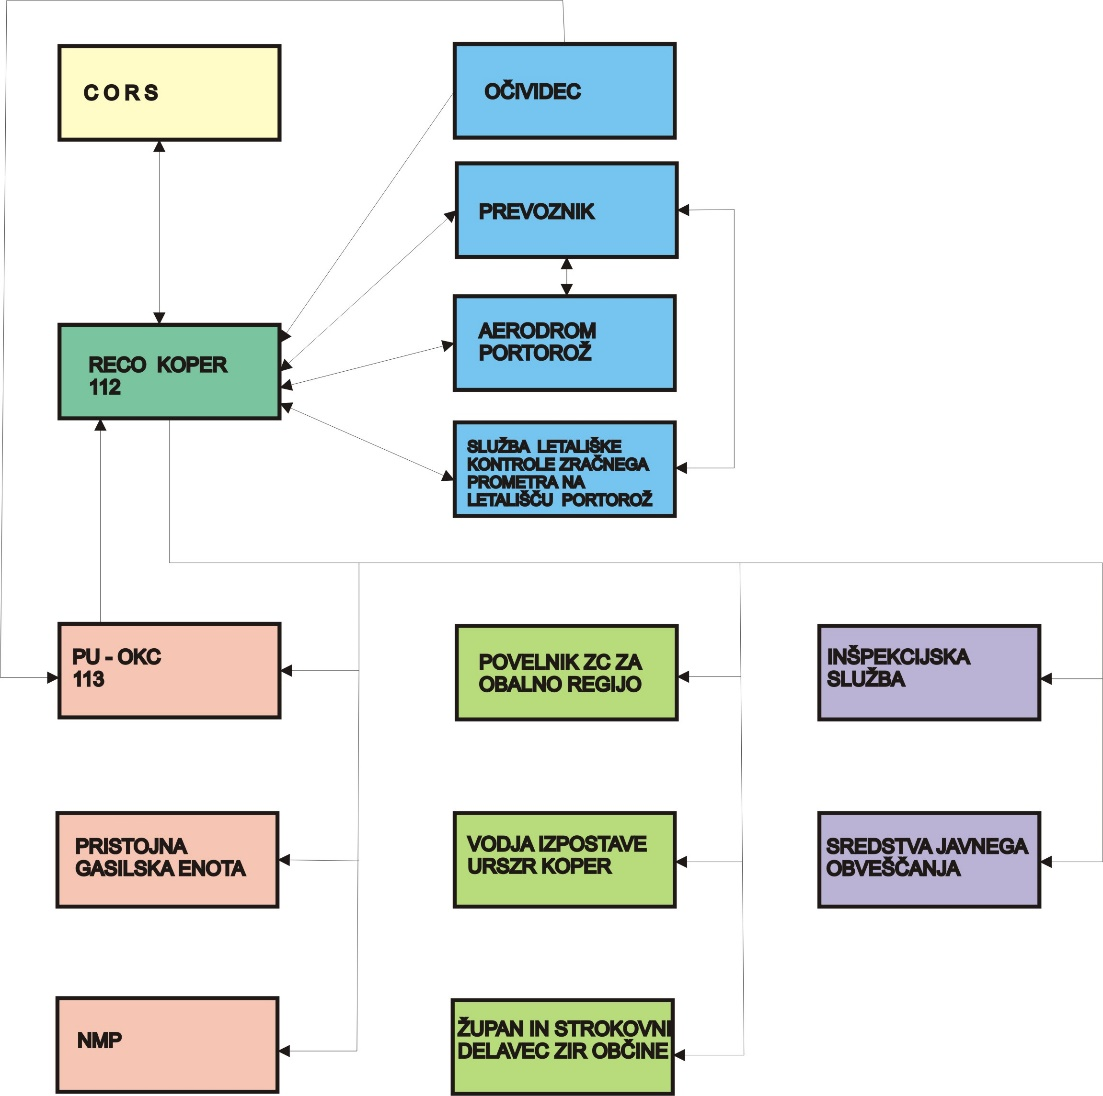 C O R S
OČIVIDEC
PREVOZNIK
AERODROM
PORTOROŽ
RECO KOPER
112
SLUŽBA LETALIŠKE
KONTROLE ZRAČNEGA
PROMETRA NA
LETALIŠČU PORTOROŽ
PU - OKC
113
POVELNIK ZC ZA
OBALNO REGIJO
INŠPEKCIJSKA
SLUŽBA
PRISTOJNA
GASILSKA ENOTA
VODJA IZPOSTAVE
URSZR KOPER
SREDSTVA JAVNEGA
OBVEŠČANJA
NMP
ŽUPAN IN STROKOVNI
DELAVEC ZIR OBČINE